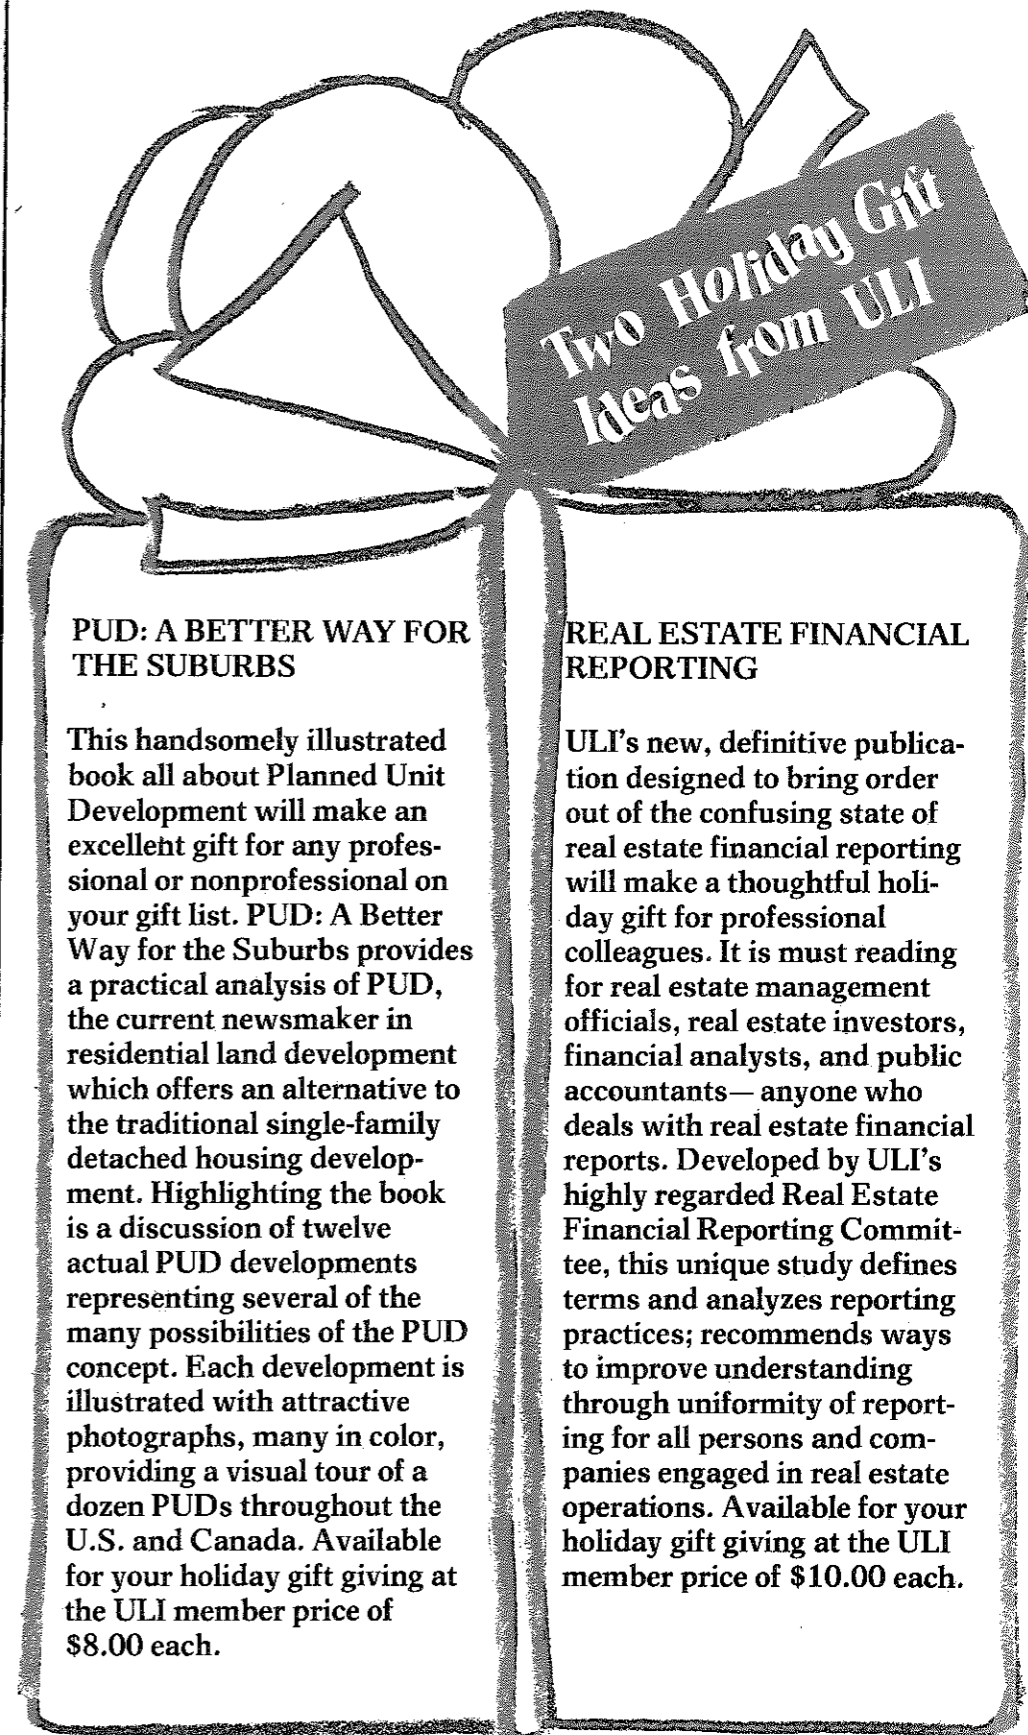 Two Holiday Gift
Ideas from ULI
PUD: A BETTER WAY FOR
THE SUBURBS
This handsomely illustrated
book all about Planned Unit
Development will make an
excellent gift for any profes-
sional or nonprofessional on
your gift list. PUD: A Better
Way for the Suburbs provides
a practical analysis of PUD,
the current newsmaker in
residential land development
which offers an alternative to
the traditional single-family
detached housing develop-
ment. Highlighting the book
is a discussion of twelve
actual PUD developments
representing several of the
many possibilities of the PUD
concept. Each development is
illustrated with attractive
photographs, many in color,
providing a visual tour of a
dozen PUDs throughout the
U.S. and Canada. Available
for your holiday gift giving at
the ULI member price of
$8.00 each.
REAL ESTATE FINANCIAL
REPORTING
ULI's new, definitive publica-
tion designed to bring order
out of the confusing state of
real estate financial reporting
will make a thoughtful holi-
day gift for professional
colleagues. It is must reading
for real estate management
officials, real estate investors,
financial analysts, and public
accountants— anyone who
deals with real estate financial
reports. Developed by ULI's
highly regarded Real Estate
Financial Reporting Commit-
tee, this unique study defines
terms and analyzes reporting
practices; recommends ways
to improve understanding
through uniformity of report-
ing for all persons and com-
panies engaged in real estate
operations. Available for your
holiday gift giving at the ULI
member price of $10.00 each.